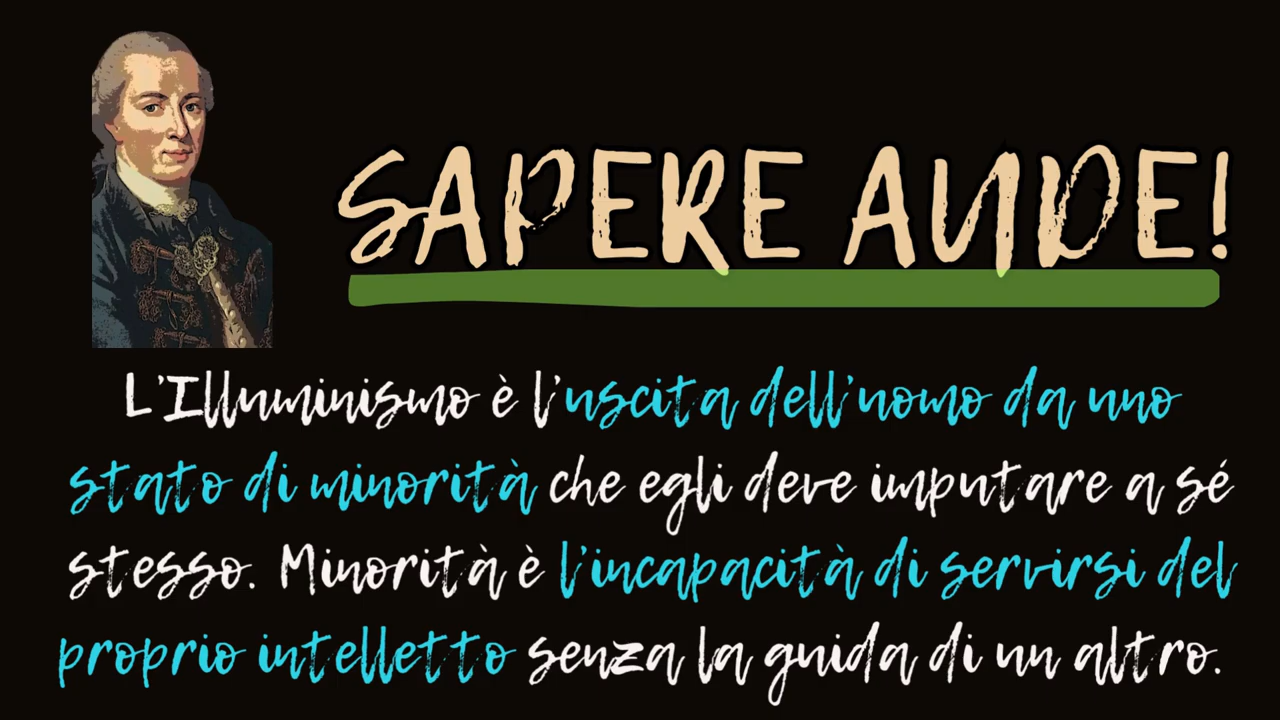 SAPERE AUDE!
L'Illuminismo è l'uscita dell'uomo da uno
stato di minorità che egli deve imputare a sé
stesso. Minorità è l'incapacità di servirsi del
proprio intelletto senza la guida di un altro.